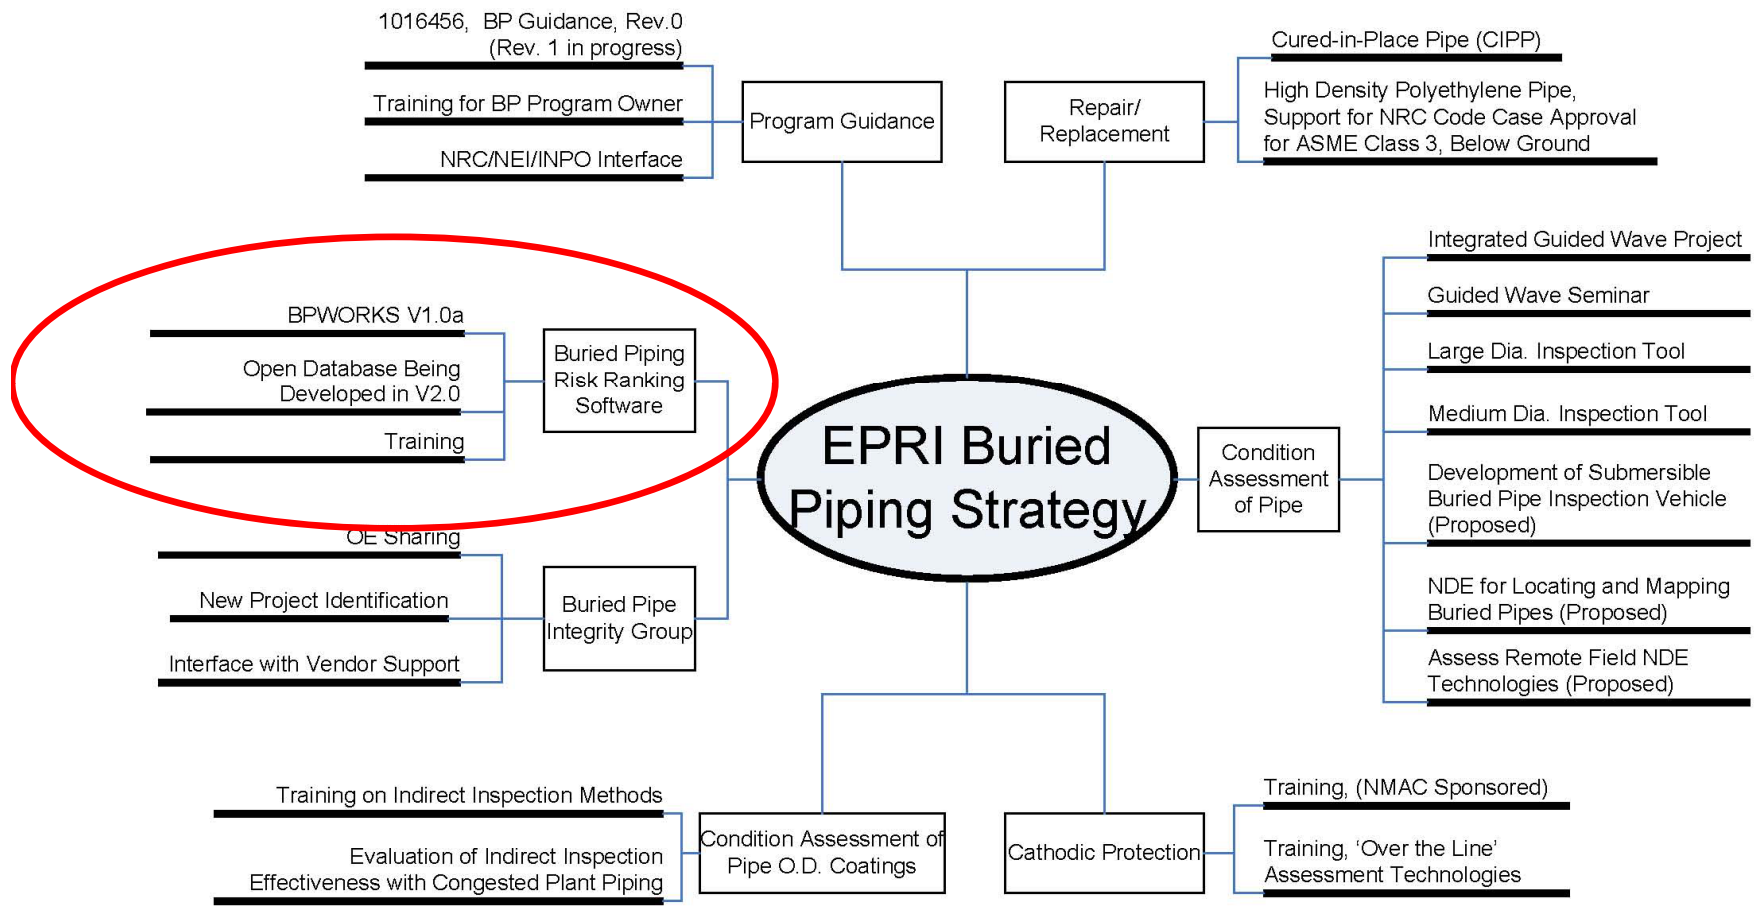 1016456, BP Guidance, Rev.0
(Rev. 1 in progress)
Training for BP Program Owner
NRC/NEI/INPO Interface
Program Guidance
Repair/
Replacement
Cured-in-Place Pipe (CIPP)
High Density Polyethylene Pipe,
Support for NRC Code Case Approval
for ASME Class 3, Below Ground
BPWORKS V1.0a
Open Database Being
Developed in V2.0
Training
Buried Piping
Risk Ranking
Software
OE Sharing
New Project Identification
Interface with Vendor Support
Buried Pipe
Integrity Group
EPRI Buried
Piping Strategy
Condition
Assessment
of Pipe
Integrated Guided Wave Project
Guided Wave Seminar
Large Dia. Inspection Tool
Medium Dia. Inspection Tool
Development of Submersible
Buried Pipe Inspection Vehicle
(Proposed)
NDE for Locating and Mapping
Buried Pipes (Proposed)
Assess Remote Field NDE
Technologies (Proposed)
Training on Indirect Inspection Methods
Evaluation of Indirect Inspection
Effectiveness with Congested Plant Piping
Condition Assessment of
Pipe O.D. Coatings
Cathodic Protection
Training, (NMAC Sponsored)
Training, ‘Over the Line’
Assessment Technologies